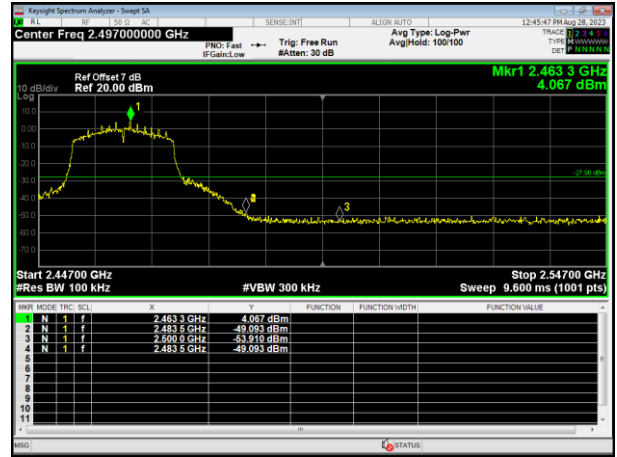 Keysight Spectrum Analyzer - Swept SA
RL RF 50 Ω AC SENSE:INT ALIGN AUTO 12:45:47 PM Aug 28, 2023
Center Freq 2.497000000 GHz
PNO: Fast
IFGain:Low
Trig: Free Run
#Atten: 30 dB
Avg Type: Log-Pwr
Avg|Hold: 100/100
TRACE 1 2 3 4 5 6
TYPE M W W W W W
DET P N N N N N
Ref Offset 7 dB
10 dB/div Ref 20.00 dBm
Mkr1 2.463 3 GHz
4.067 dBm
Log
10.0
0.00
-10.0
-20.0
-30.0
-40.0
-50.0
-60.0
-70.0
1
3
-27.90 dBm
Start 2.44700 GHz Stop 2.54700 GHz
#Res BW 100 kHz #VBW 300 kHz Sweep 9.600 ms (1001 pts)
MKR MODE TRC SCL X Y FUNCTION FUNCTION WIDTH FUNCTION VALUE
1 N 1 f 2.463 3 GHz 4.067 dBm
2 N 1 f 2.483 5 GHz -49.093 dBm
3 N 1 f 2.500 0 GHz -53.910 dBm
4 N 1 f 2.483 5 GHz -49.093 dBm
5
6
7
8
9
10
11
MSG STATUS